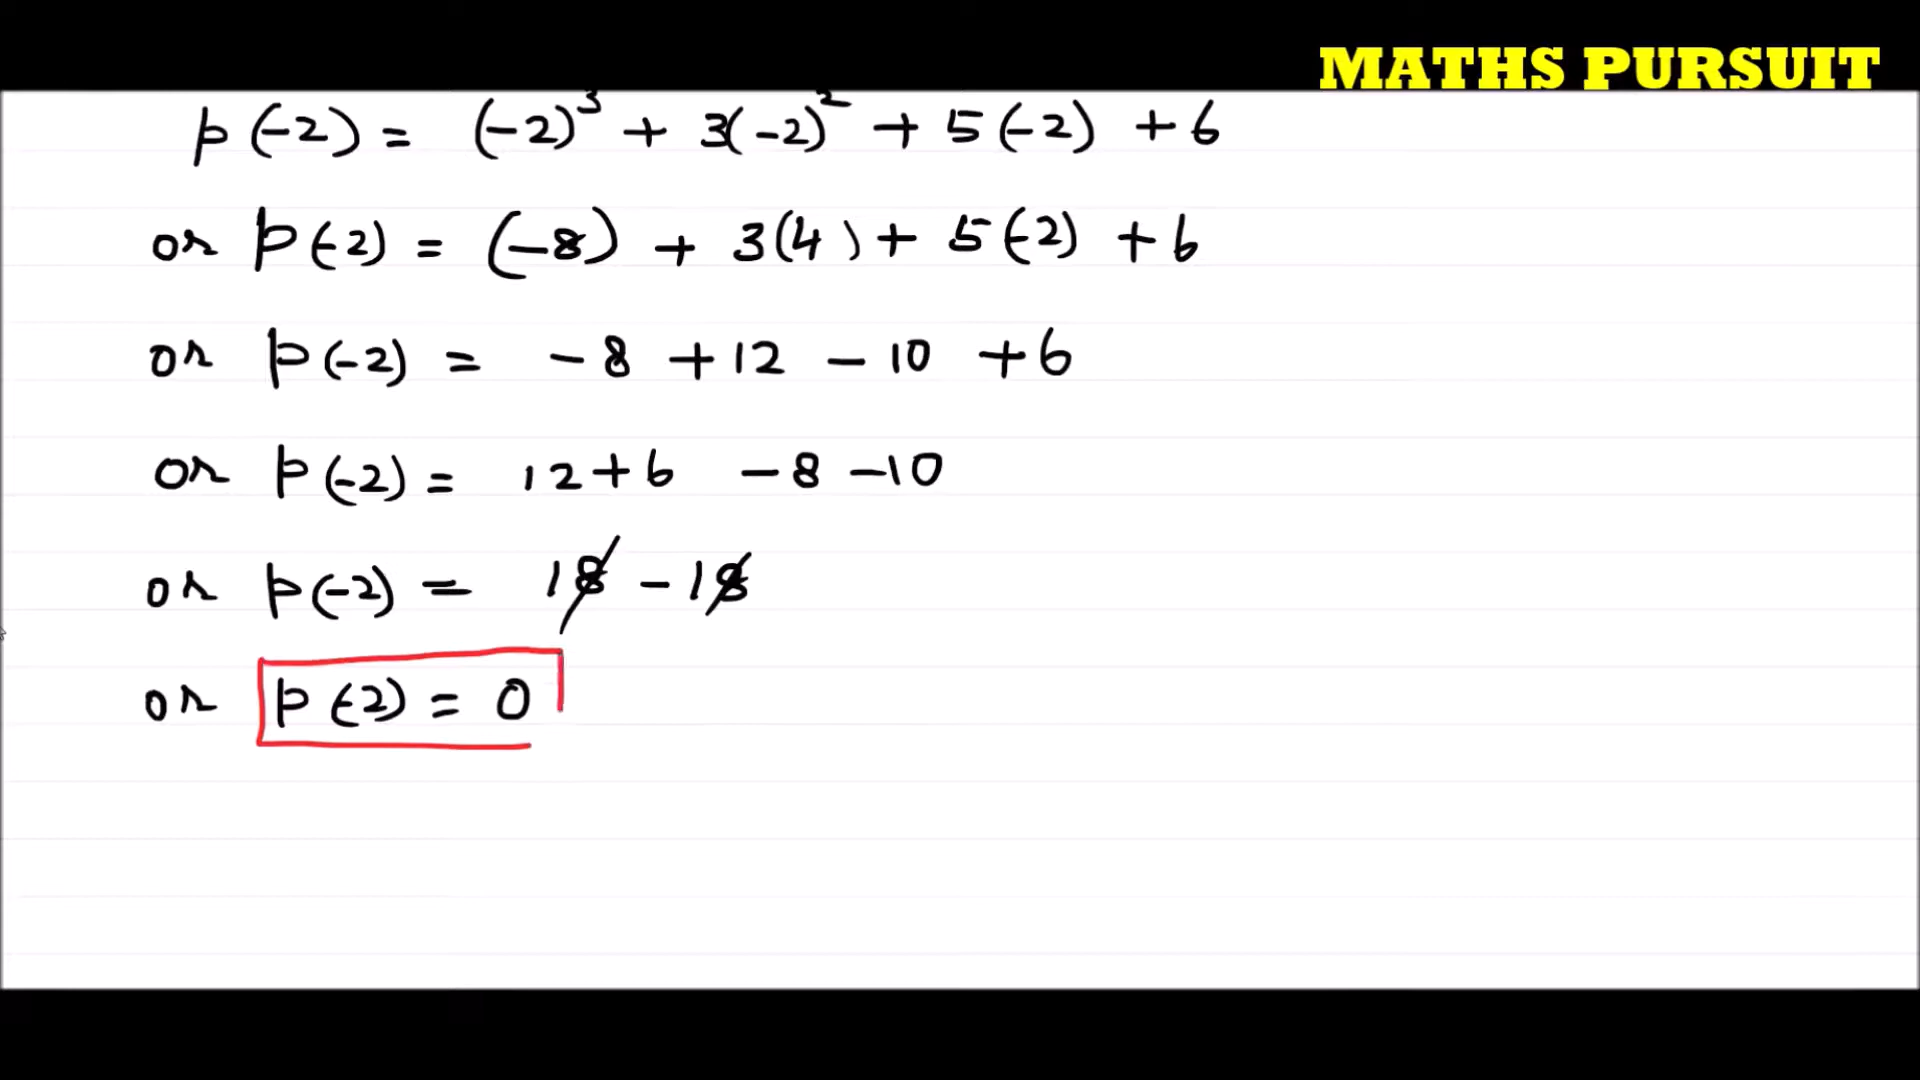 MATHS PURSUIT
p(-2) = (-2)³ + 3(-2)² + 5(-2) + 6
or p(-2) = (-8) + 3(4) + 5(-2) + 6
or p(-2) = -8 + 12 - 10 + 6
or p(-2) = 12 + 6 - 8 - 10
or p(-2) = 18 - 18
or p(-2) = 0